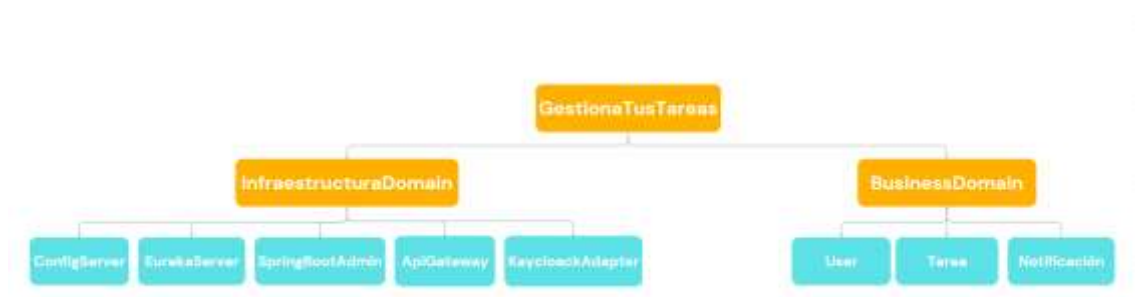 GestionaTusTareas
InfraestructuraDomain
BusinessDomain
ConfigServer
EurekaServer
SpringBootAdmin
ApiGateway
KeycloackAdapter
User
Tarea
Notificación